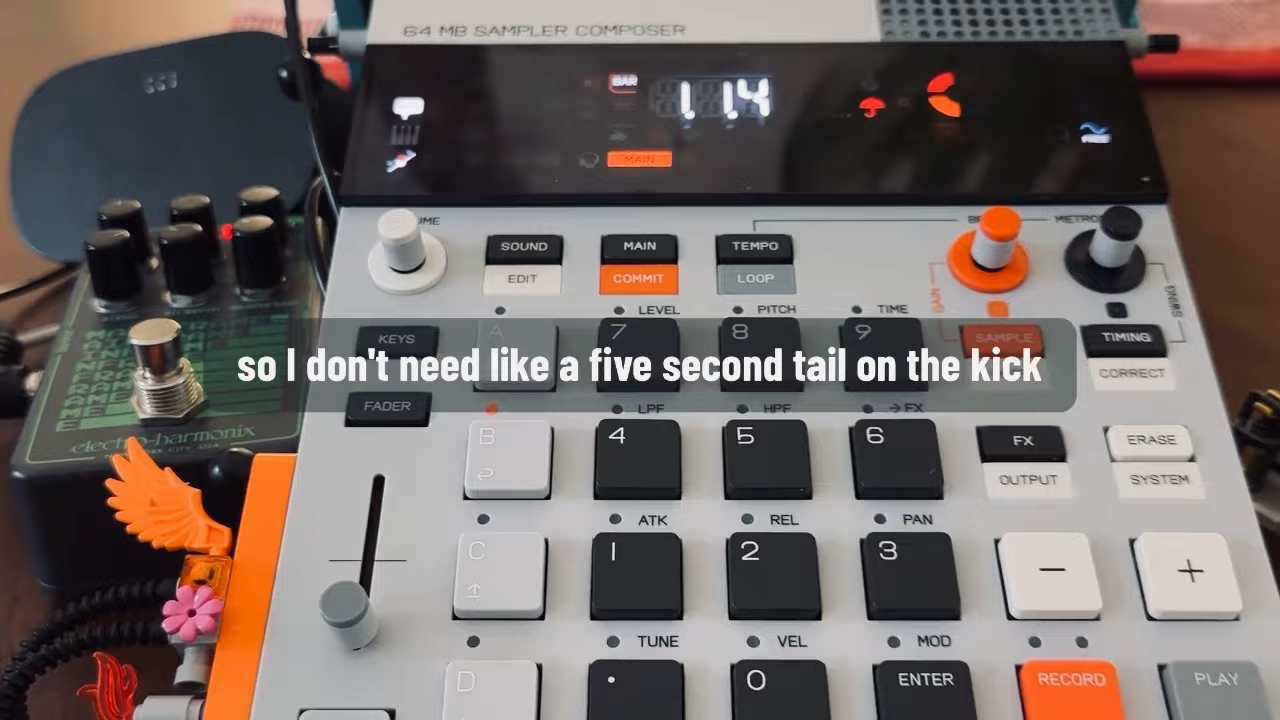 64 MB SAMPLER COMPOSER
BAR
1.1.4
MAIN
SOUND
MAIN
TEMPO
EDIT
COMMIT
LOOP
LEVEL
PITCH
TIME
GAIN
SWING
KEYS
A
7
8
9
SAMPLE
TIMING
so I don't need like a five second tail on the kick
CORRECT
FADER
LPF
HPF
→FX
B
4
5
6
FX
ERASE
OUTPUT
SYSTEM
electro-harmonix
ATK
REL
PAN
C
1
2
3
−
+
TUNE
VEL
MOD
D
•
0
ENTER
RECORD
PLAY